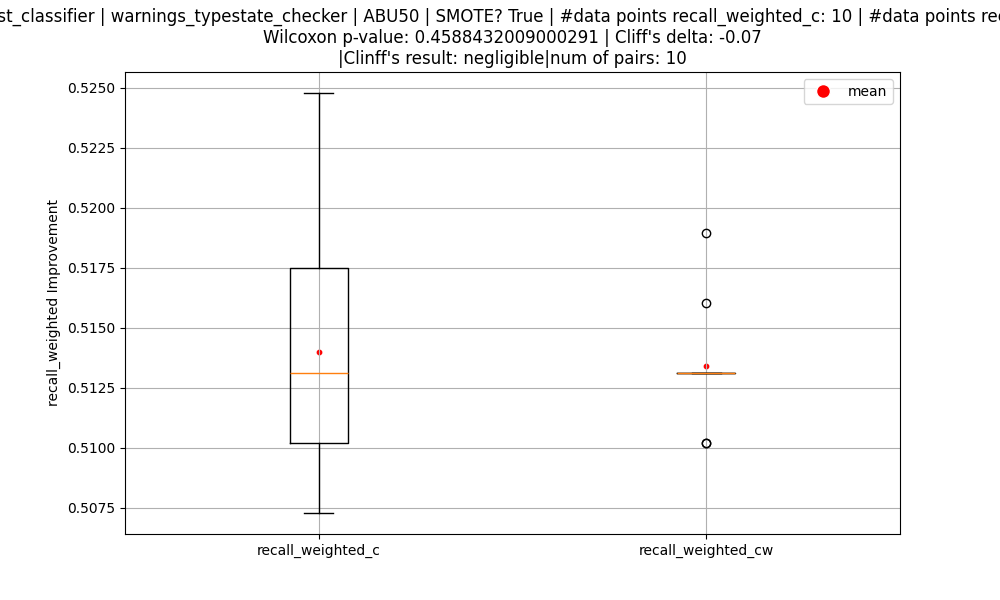 st_classifier | warnings_typestate_checker | ABU50 | SMOTE? True | #data points recall_weighted_c: 10 | #data points
Wilcoxon p-value: 0.4588432009000291 | Cliff's delta: -0.07
|Clinff's result: negligible|num of pairs: 10
mean
0.5250
0.5225
0.5200
0.5175
0.5150
0.5125
0.5100
0.5075
recall_weighted Improvement
recall_weighted_c
recall_weighted_cw